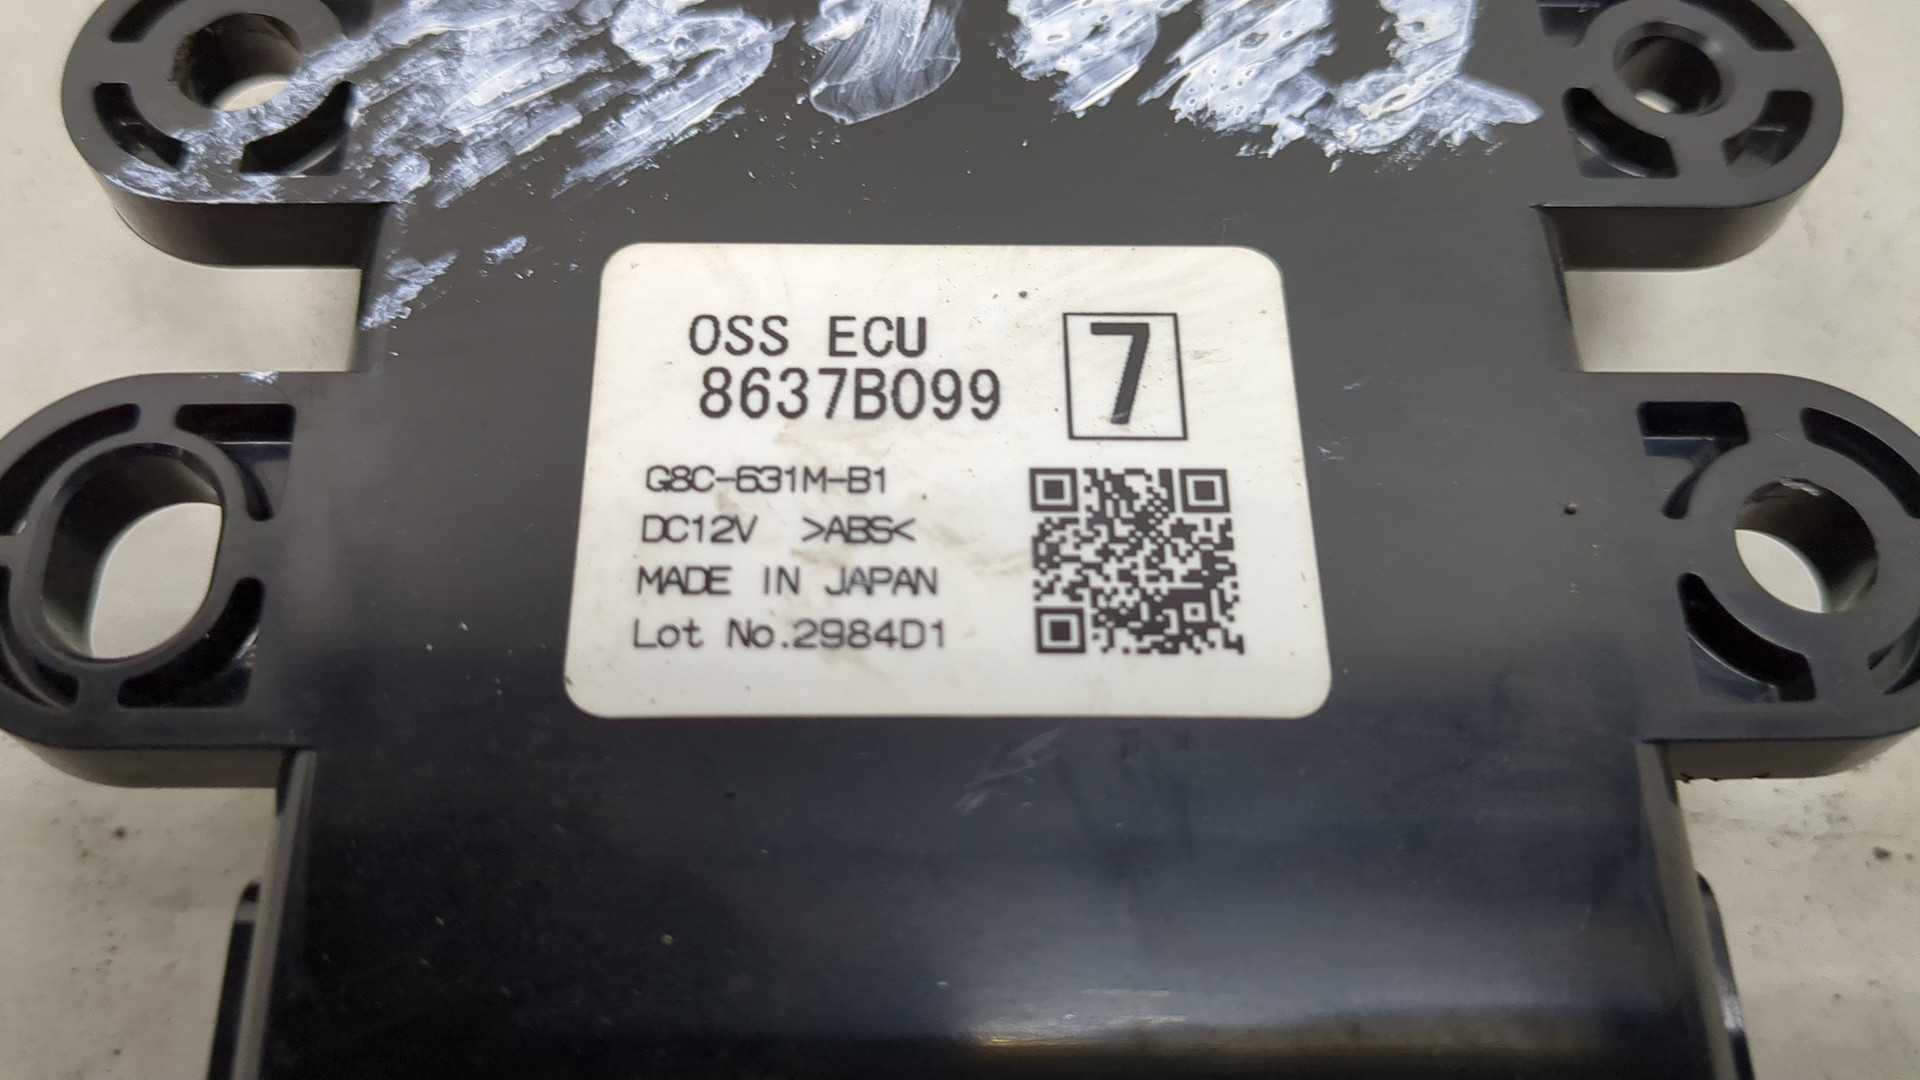 OSS ECU
8637B099
7
G8C-631M-B1
DC12V >ABS<
MADE IN JAPAN
Lot No.2984D1